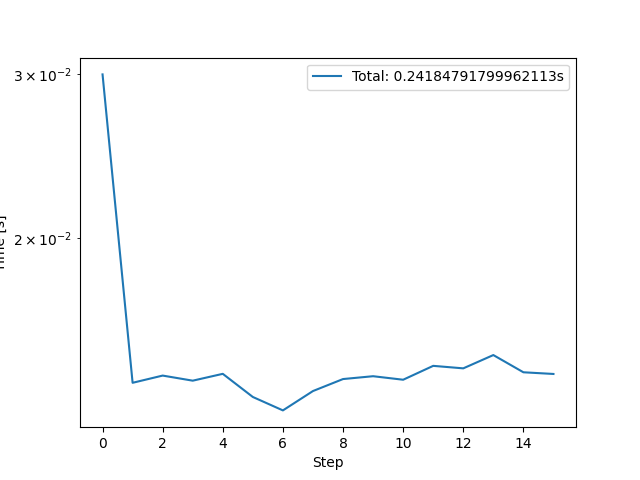 3 × 10⁻²
Total: 0.24184791799962113s
2 × 10⁻²
[s]
0 2 4 6 8 10 12 14
Step